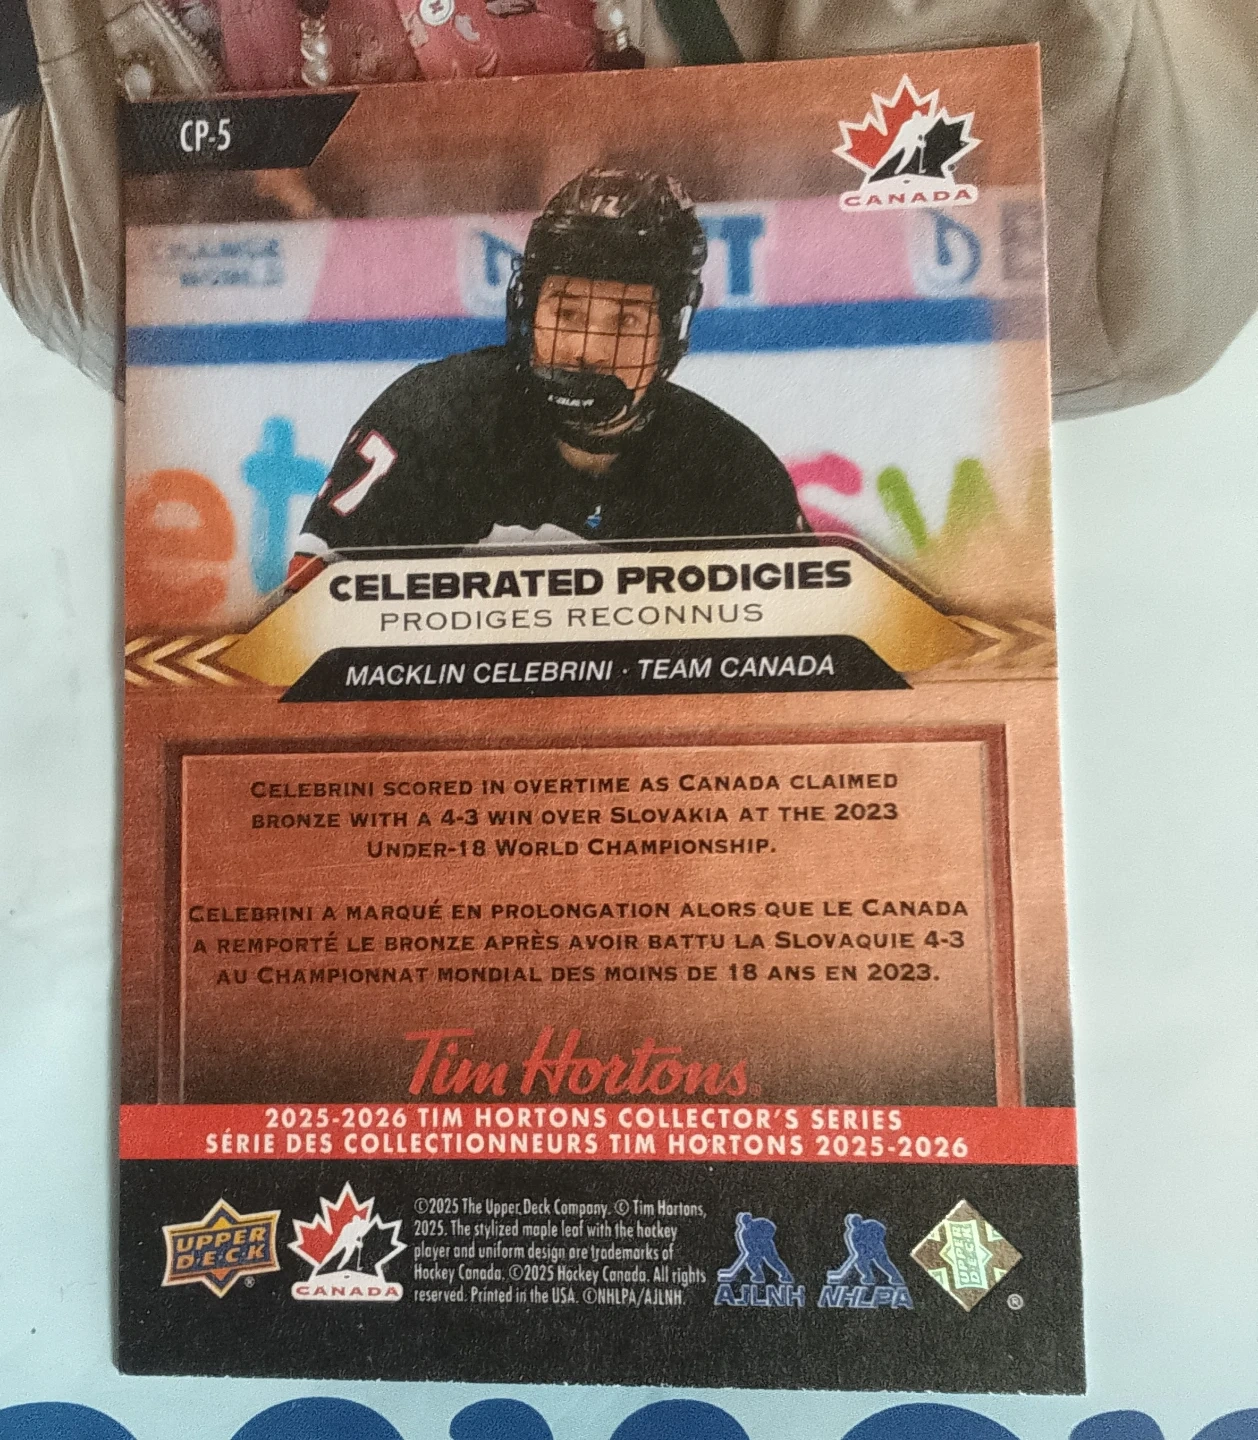 CP-5
CANADA
17
CHANGE
WORLD
17
BAUER
CELEBRATED PRODIGIES
PRODIGES RECONNUS
MACKLIN CELEBRINI · TEAM CANADA
CELEBRINI SCORED IN OVERTIME AS CANADA CLAIMED
BRONZE WITH A 4-3 WIN OVER SLOVAKIA AT THE 2023
UNDER-18 WORLD CHAMPIONSHIP.
CELEBRINI A MARQUÉ EN PROLONGATION ALORS QUE LE CANADA
A REMPORTÉ LE BRONZE APRÈS AVOIR BATTU LA SLOVAQUIE 4-3
AU CHAMPIONNAT MONDIAL DES MOINS DE 18 ANS EN 2023.
Tim Hortons®
2025-2026 TIM HORTONS COLLECTOR'S SERIES
SÉRIE DES COLLECTIONNEURS TIM HORTONS 2025-2026
UPPER
D·E·C·K ®
CANADA
©2025 The Upper Deck Company. © Tim Hortons,
2025. The stylized maple leaf with the hockey
player and uniform design are trademarks of
Hockey Canada. ©2025 Hockey Canada. All rights
reserved. Printed in the USA. ©NHLPA/AJLNH.
AJLNH NHLPA
UPPER
DECK
®